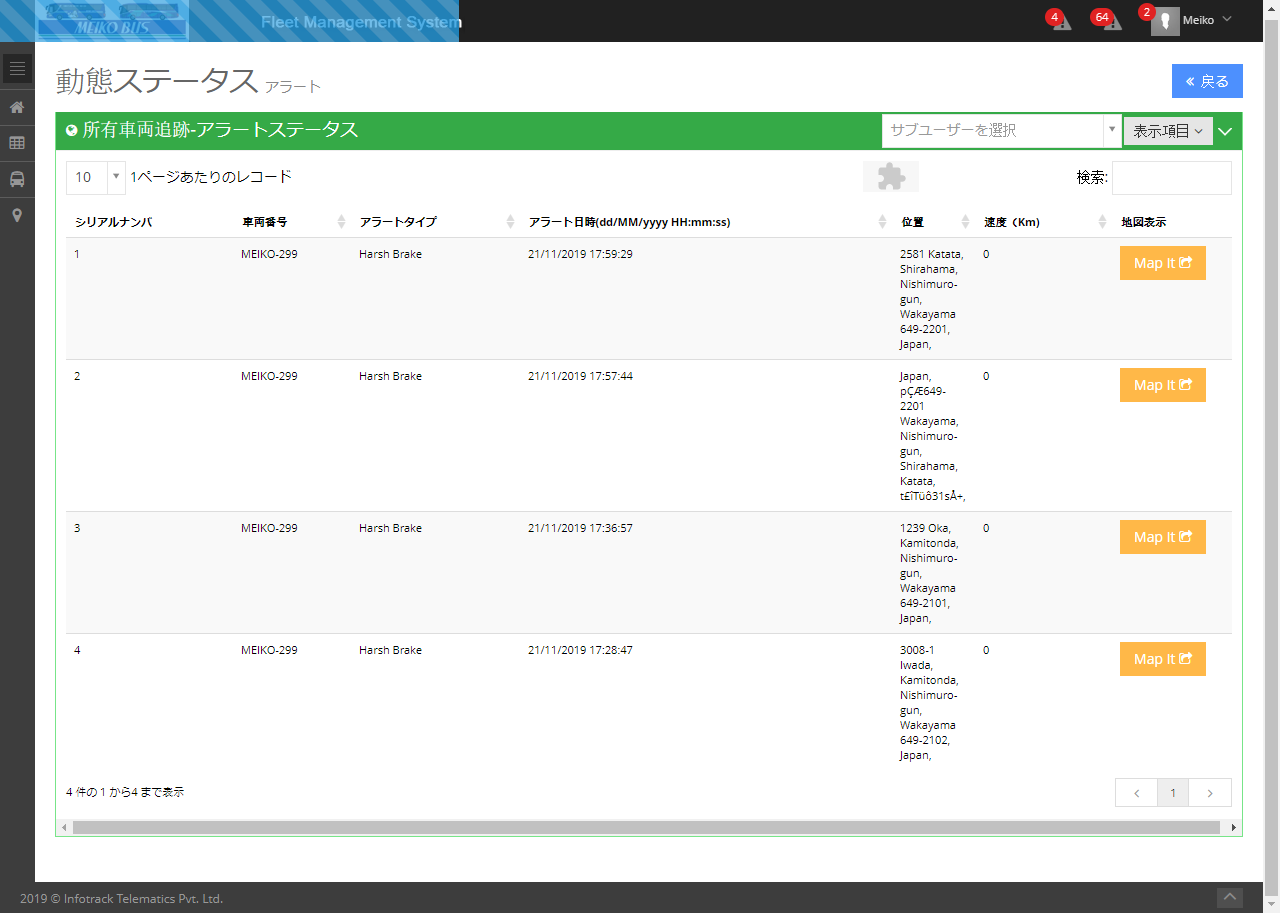 MEIKO BUS
Fleet Management System
4
64
2
Meiko
動態ステータス アラート
戻る
所有車両追跡-アラートステータス
サブユーザーを選択
表示項目
10
1ページあたりのレコード
検索:
シリアルナンバ 車両番号 アラートタイプ アラート日時(dd/MM/yyyy HH:mm:ss) 位置 速度（Km) 地図表示
1 MEIKO-299 Harsh Brake 21/11/2019 17:59:29 2581 Katata, 0 Map It
Shirahama,
Nishimuro-
gun,
Wakayama
649-2201,
Japan,
2 MEIKO-299 Harsh Brake 21/11/2019 17:57:44 Japan, 0 Map It
pÇÆ649-
2201
Wakayama,
Nishimuro-
gun,
Shirahama,
Katata,
t£îTüô31sÅ+,
3 MEIKO-299 Harsh Brake 21/11/2019 17:36:57 1239 Oka, 0 Map It
Kamitonda,
Nishimuro-
gun,
Wakayama
649-2101,
Japan,
4 MEIKO-299 Harsh Brake 21/11/2019 17:28:47 3008-1 0 Map It
Iwada,
Kamitonda,
Nishimuro-
gun,
Wakayama
649-2102,
Japan,
4 件の 1 から4 まで表示
1
2019 © Infotrack Telematics Pvt. Ltd.